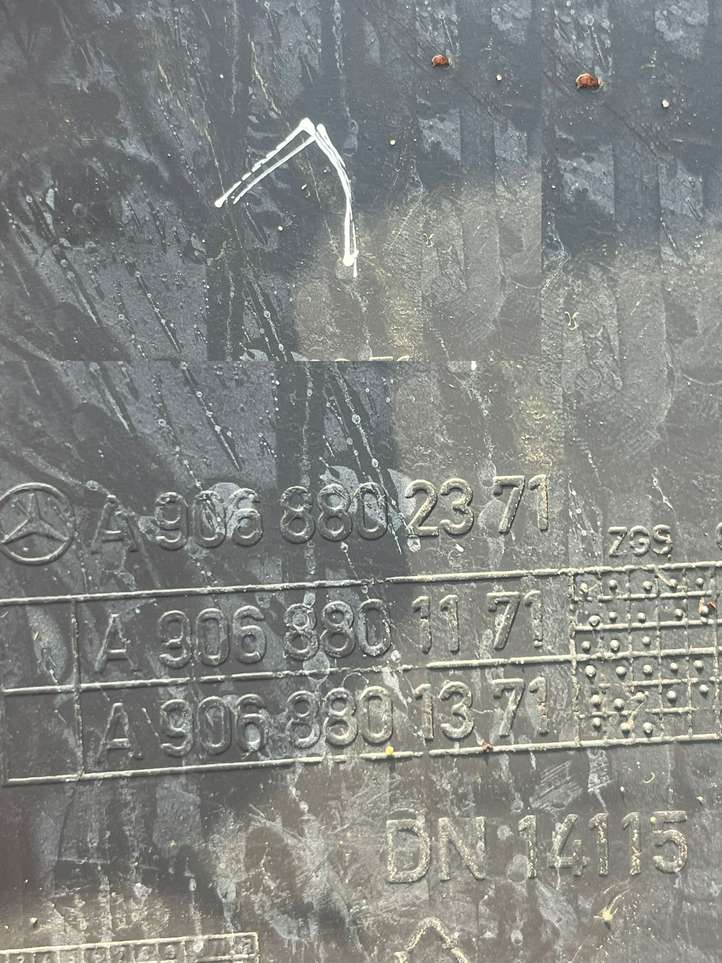 A 906 880 23 71
ZGS
A 906 880 11 71
A 906 880 13 71
DN 14115